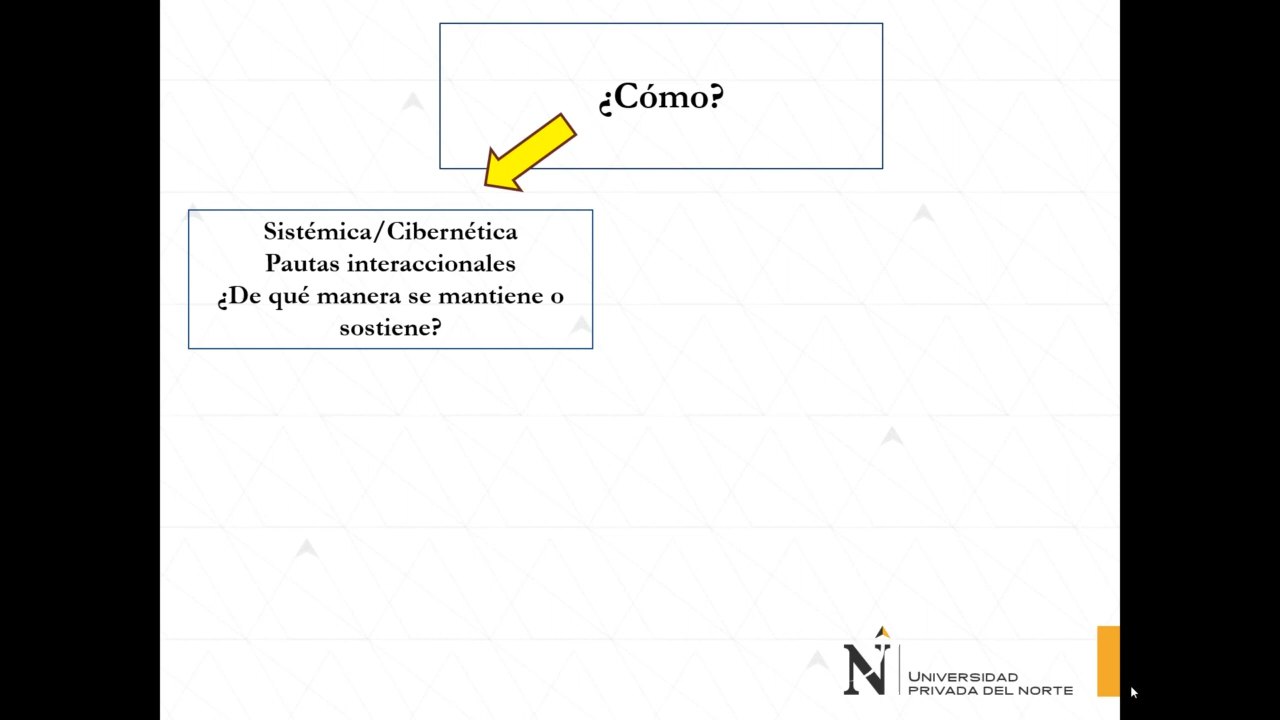 ¿Cómo?
Sistémica/Cibernética
Pautas interaccionales
¿De qué manera se mantiene o
sostiene?
N
UNIVERSIDAD
PRIVADA DEL NORTE